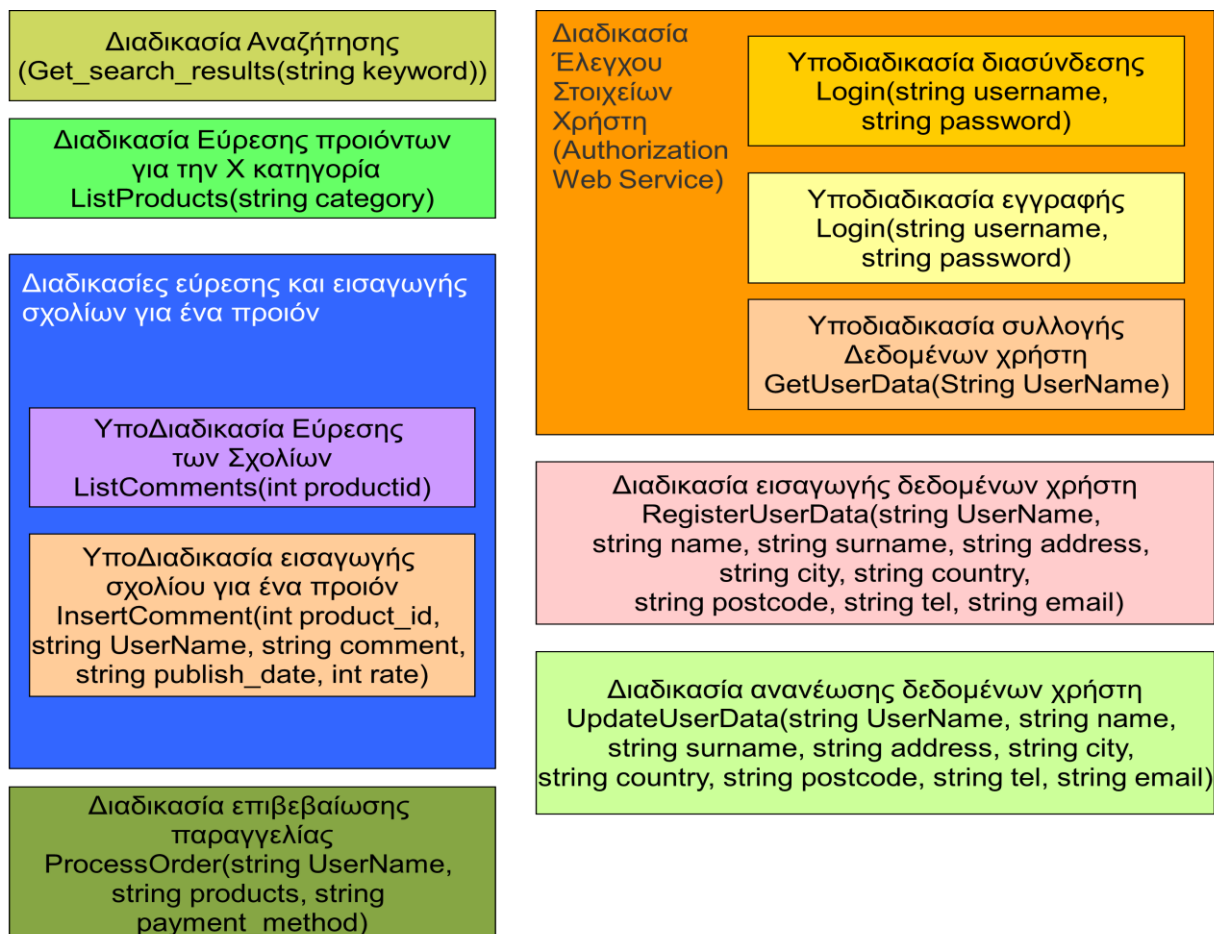 Διαδικασία Αναζήτησης
(Get_search_results(string keyword))
Διαδικασία Εύρεσης προιόντων
για την Χ κατηγορία
ListProducts(string category)
Διαδικασίες εύρεσης και εισαγωγής
σχολίων για ένα προιόν
ΥποΔιαδικασία Εύρεσης
των Σχολίων
ListComments(int productid)
ΥποΔιαδικασία εισαγωγής
σχολίου για ένα προιόν
InsertComment(int product_id,
string UserName, string comment,
string publish_date, int rate)
Διαδικασία επιβεβαίωσης
παραγγελίας
ProcessOrder(string UserName,
string products, string
payment_method)
Διαδικασία
Έλεγχου
Στοιχείων
Χρήστη
(Authorization
Web Service)
Υποδιαδικασία διασύνδεσης
Login(string username,
string password)
Υποδιαδικασία εγγραφής
Login(string username,
string password)
Υποδιαδικασία συλλογής
Δεδομένων χρήστη
GetUserData(String UserName)
Διαδικασία εισαγωγής δεδομένων χρήστη
RegisterUserData(string UserName,
string name, string surname, string address,
string city, string country,
string postcode, string tel, string email)
Διαδικασία ανανέωσης δεδομένων χρήστη
UpdateUserData(string UserName, string name,
string surname, string address, string city,
string country, string postcode, string tel, string email)